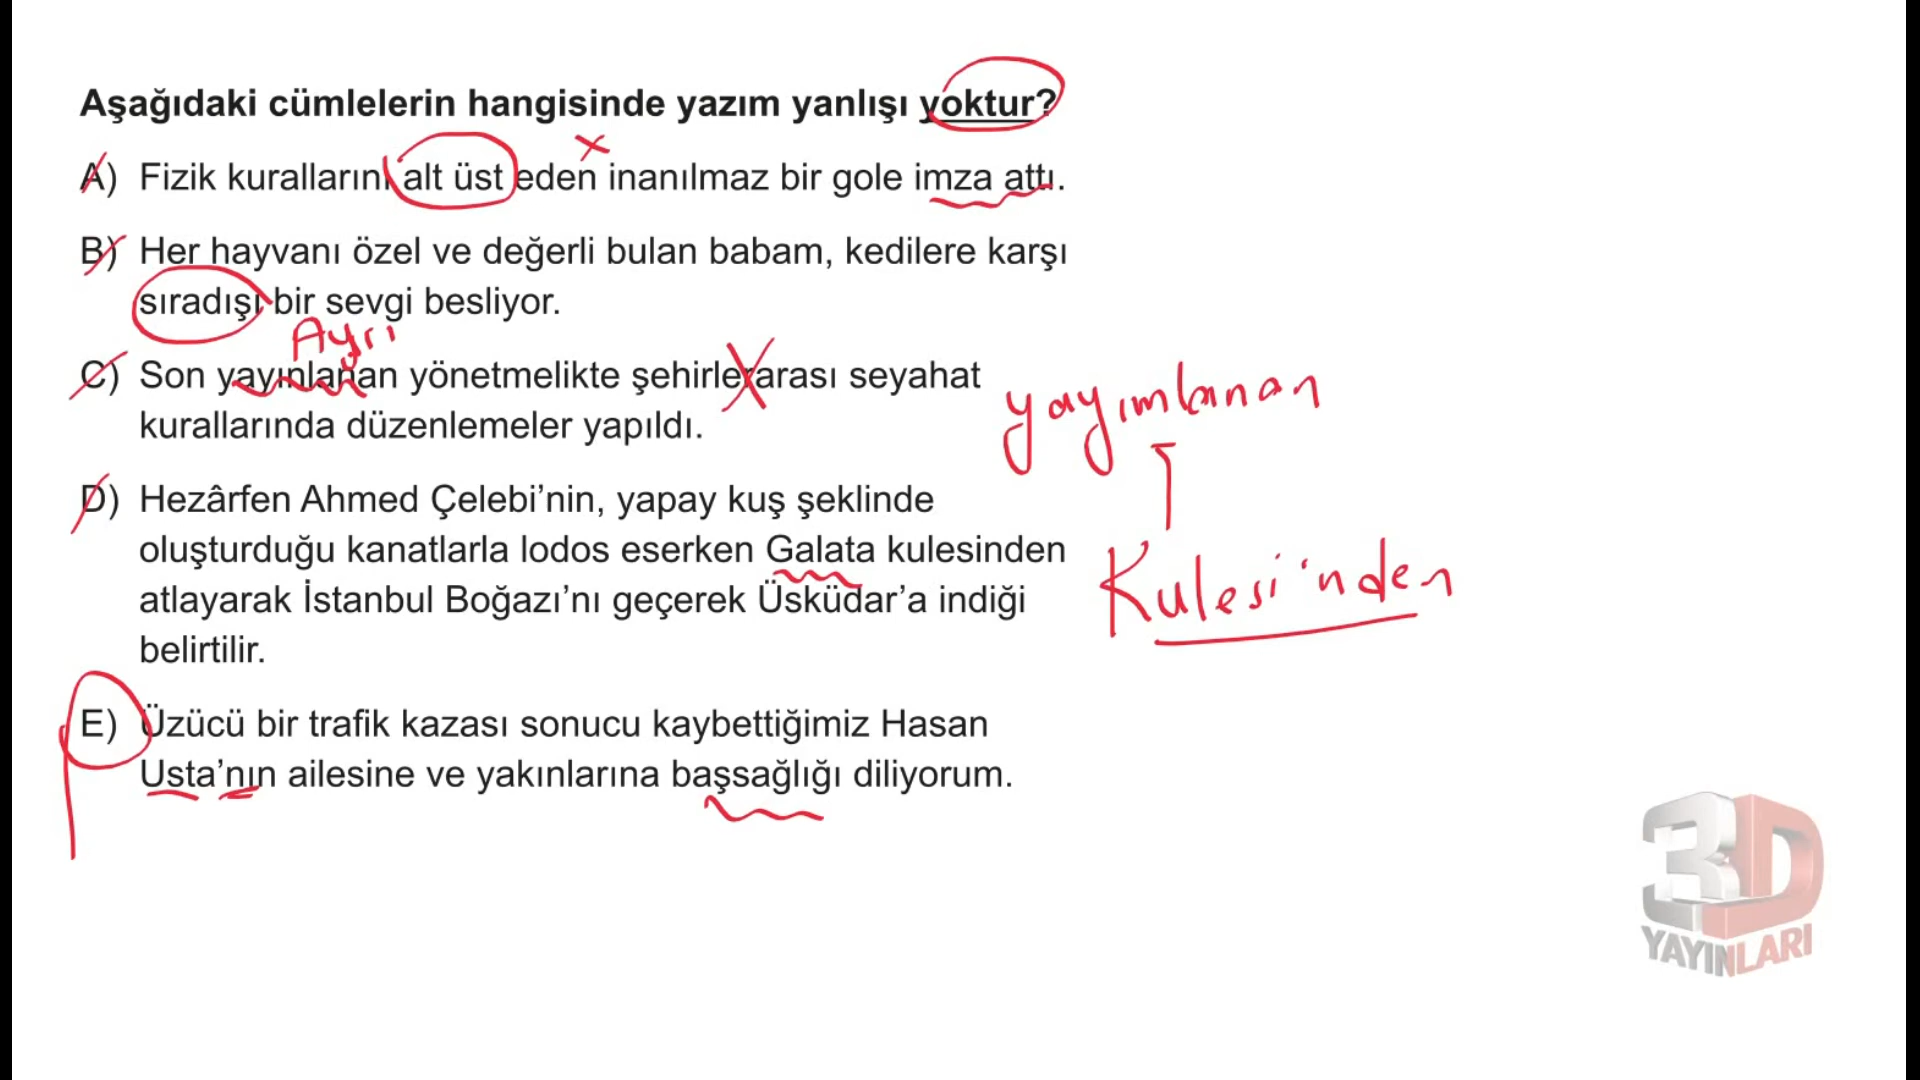 Aşağıdaki cümlelerin hangisinde yazım yanlışı yoktur?
A) Fizik kurallarını alt üst eden inanılmaz bir gole imza attı.
B) Her hayvanı özel ve değerli bulan babam, kedilere karşı
sıradışı bir sevgi besliyor.
Ayrı
C) Son yayınlanan yönetmelikte şehirlerarası seyahat
kurallarında düzenlemeler yapıldı.
yayımlanan
D) Hezârfen Ahmed Çelebi’nin, yapay kuş şeklinde
oluşturduğu kanatlarla lodos eserken Galata kulesinden
atlayarak İstanbul Boğazı’nı geçerek Üsküdar’a indiği
belirtilir.
Kulesi'nden
E) Üzücü bir trafik kazası sonucu kaybettiğimiz Hasan
Usta’nın ailesine ve yakınlarına başsağlığı diliyorum.
3D
YAYINLARI